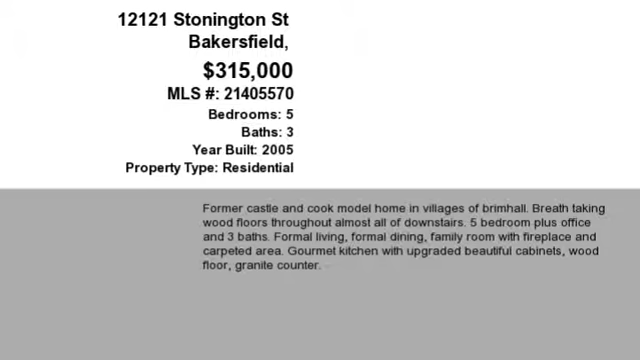 12121 Stonington St
Bakersfield,
$315,000
MLS #: 21405570
Bedrooms: 5
Baths: 3
Year Built: 2005
Property Type: Residential
Former castle and cook model home in villages of brimhall. Breath taking
wood floors throughout almost all of downstairs. 5 bedroom plus office
and 3 baths. Formal living, formal dining, family room with fireplace and
carpeted area. Gourmet kitchen with upgraded beautiful cabinets, wood
floor, granite counter.